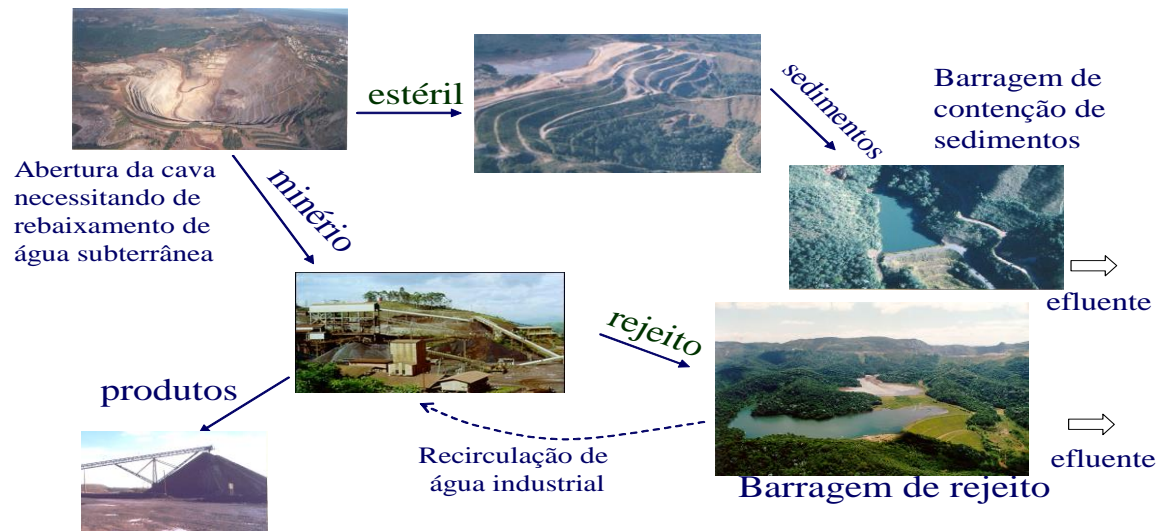 estéril
sedimentos
Barragem de
contenção de
sedimentos
Abertura da cava
necessitando de
rebaixamento de
água subterrânea
minério
efluente
rejeito
produtos
Recirculação de
água industrial
efluente
Barragem de rejeito